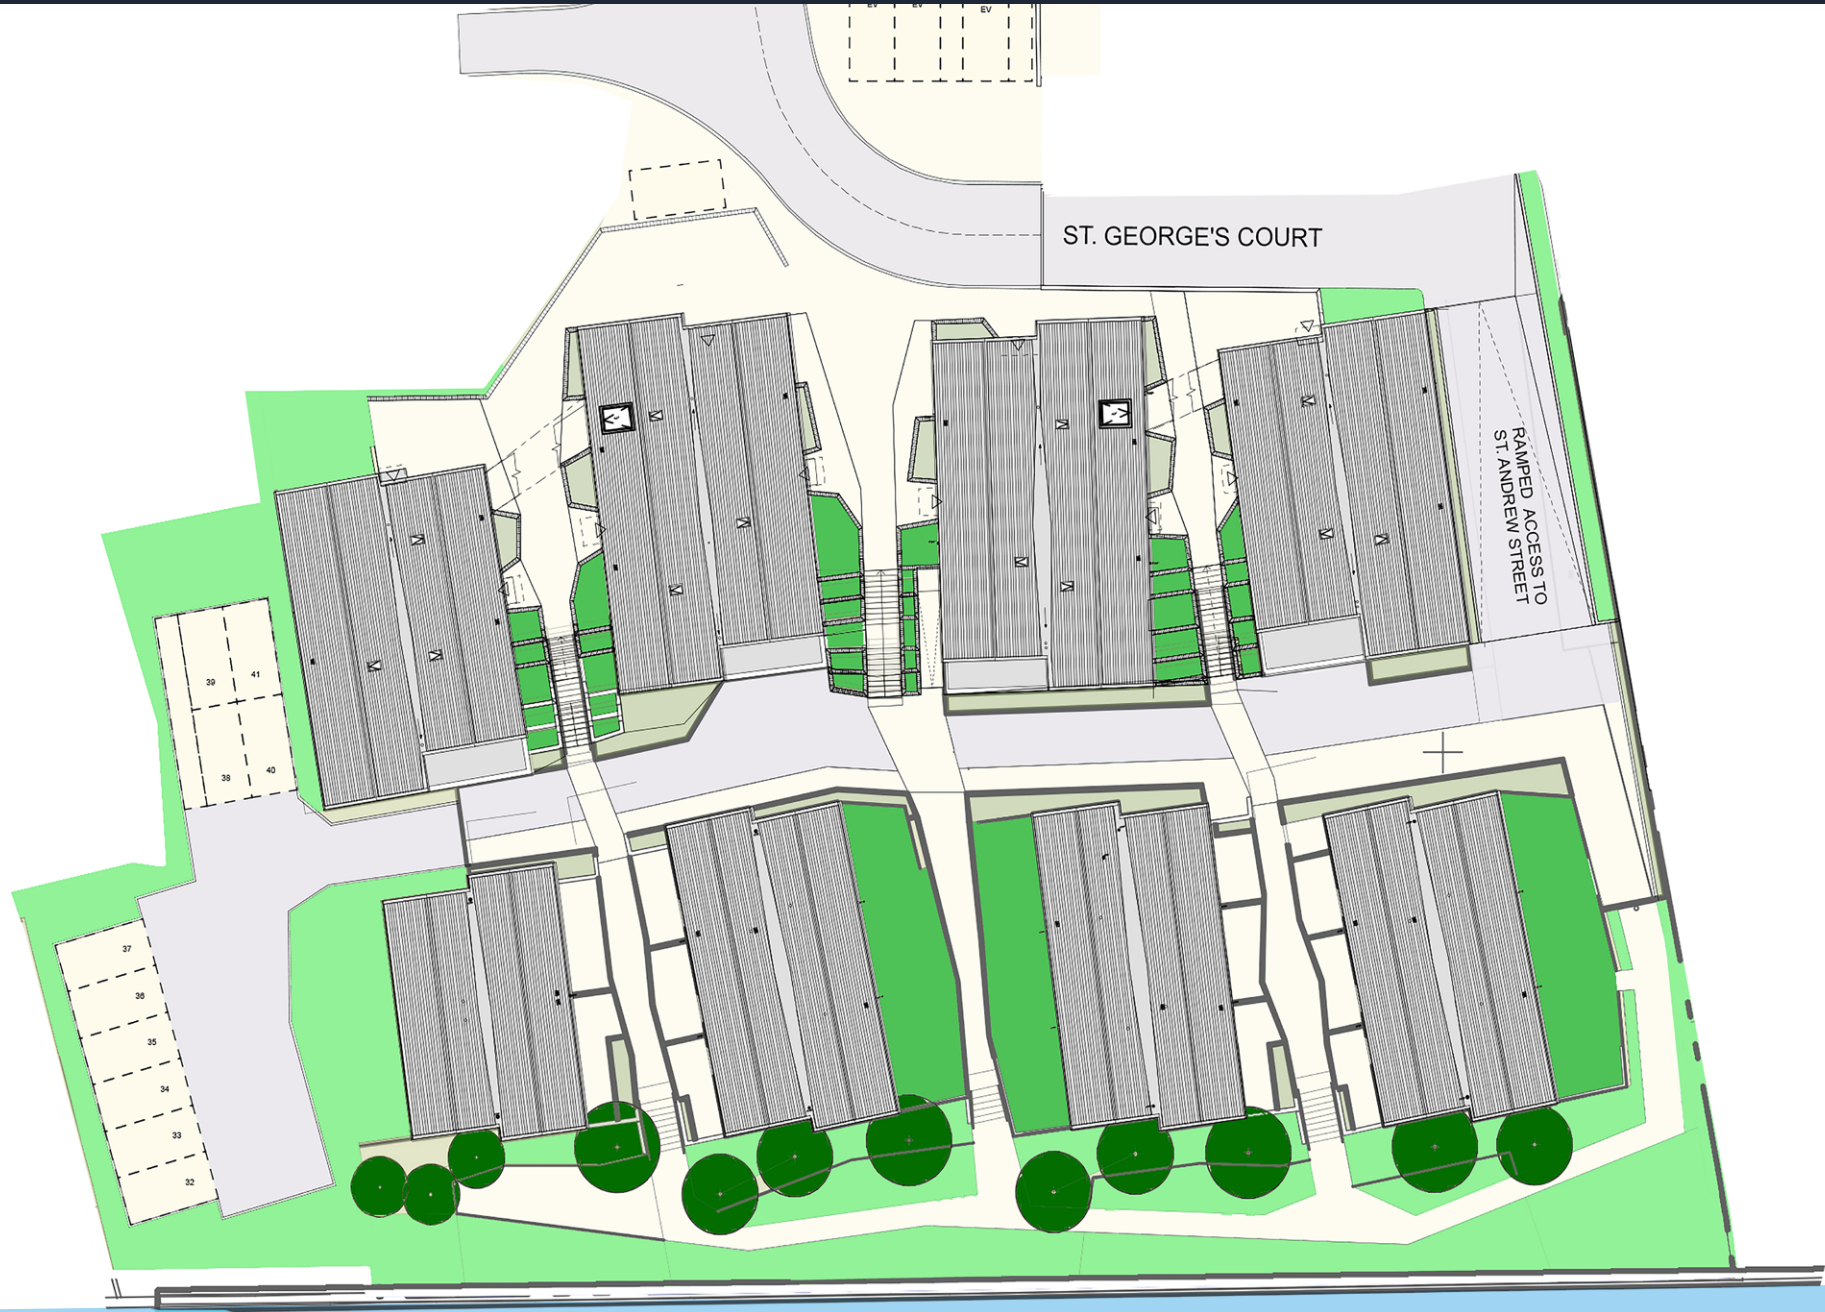 EV
EV
EV
ST. GEORGE'S COURT
RAMPED ACCESS TO
ST. ANDREW STREET
39
41
38
40
37
36
35
34
33
32